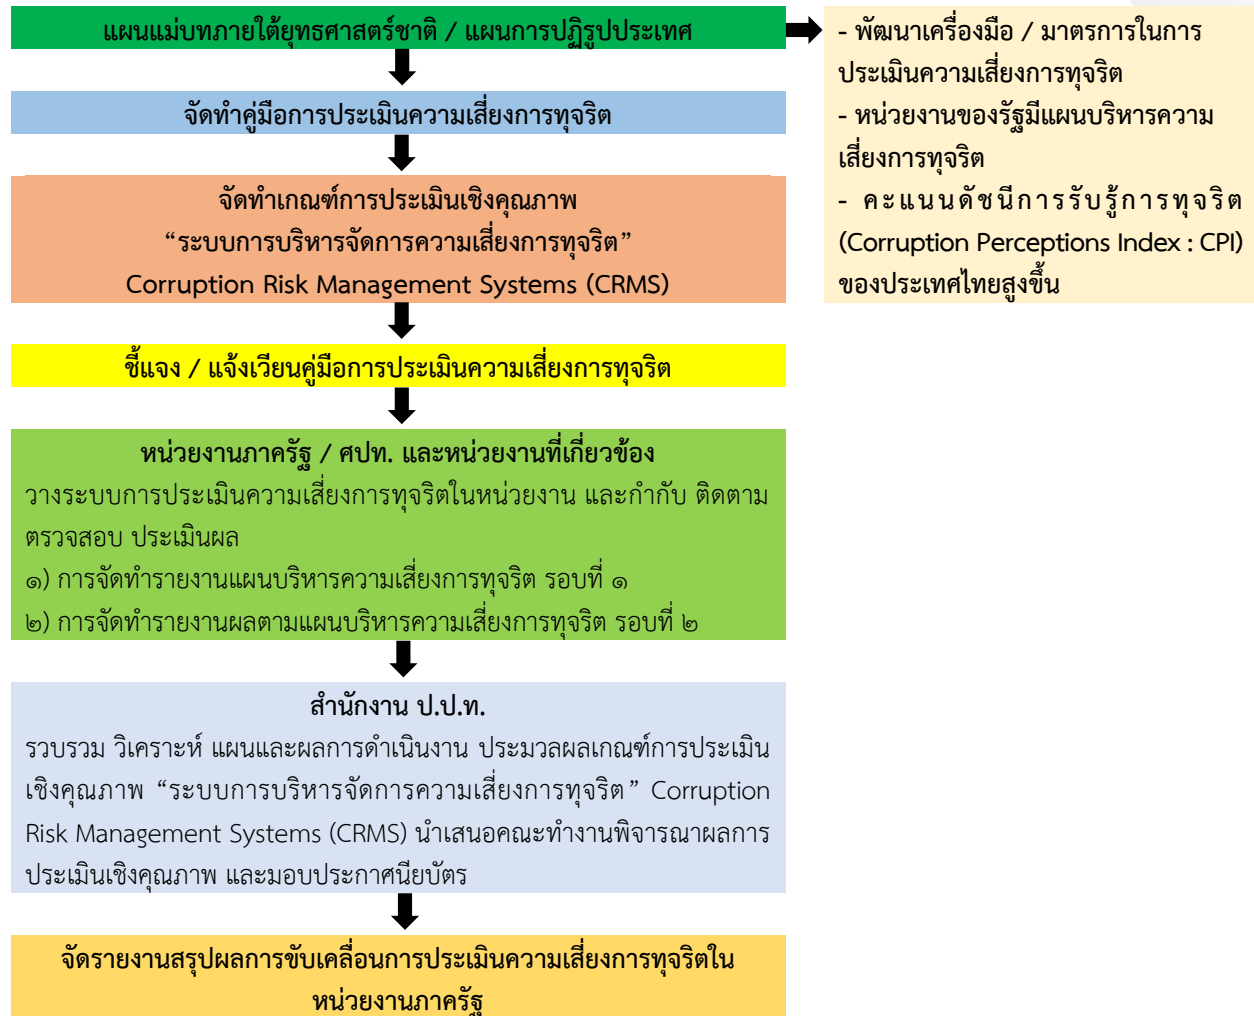 แผนแม่บทภายใต้ยุทธศาสตร์ชาติ / แผนการปฏิรูปประเทศ
- พัฒนาเครื่องมือ / มาตรการในการ
ประเมินความเสี่ยงการทุจริต
- หน่วยงานของรัฐมีแผนบริหารความ
เสี่ยงการทุจริต
- คะแนนดัชนีการรับรู้การทุจริต
(Corruption Perceptions Index : CPI)
ของประเทศไทยสูงขึ้น
จัดทำคู่มือการประเมินความเสี่ยงการทุจริต
จัดทำเกณฑ์การประเมินเชิงคุณภาพ
“ระบบการบริหารจัดการความเสี่ยงการทุจริต”
Corruption Risk Management Systems (CRMS)
ชี้แจง / แจ้งเวียนคู่มือการประเมินความเสี่ยงการทุจริต
หน่วยงานภาครัฐ / ศปท. และหน่วยงานที่เกี่ยวข้อง
วางระบบการประเมินความเสี่ยงการทุจริตในหน่วยงาน และกำกับ ติดตาม
ตรวจสอบ ประเมินผล
๑) การจัดทำรายงานแผนบริหารความเสี่ยงการทุจริต รอบที่ ๑
๒) การจัดทำรายงานผลตามแผนบริหารความเสี่ยงการทุจริต รอบที่ ๒
สำนักงาน ป.ป.ท.
รวบรวม วิเคราะห์ แผนและผลการดำเนินงาน ประมวลผลเกณฑ์การประเมิน
เชิงคุณภาพ “ระบบการบริหารจัดการความเสี่ยงการทุจริต” Corruption
Risk Management Systems (CRMS) นำเสนอคณะทำงานพิจารณาผลการ
ประเมินเชิงคุณภาพ และมอบประกาศนียบัตร
จัดรายงานสรุปผลการขับเคลื่อนการประเมินความเสี่ยงการทุจริตใน
หน่วยงานภาครัฐ